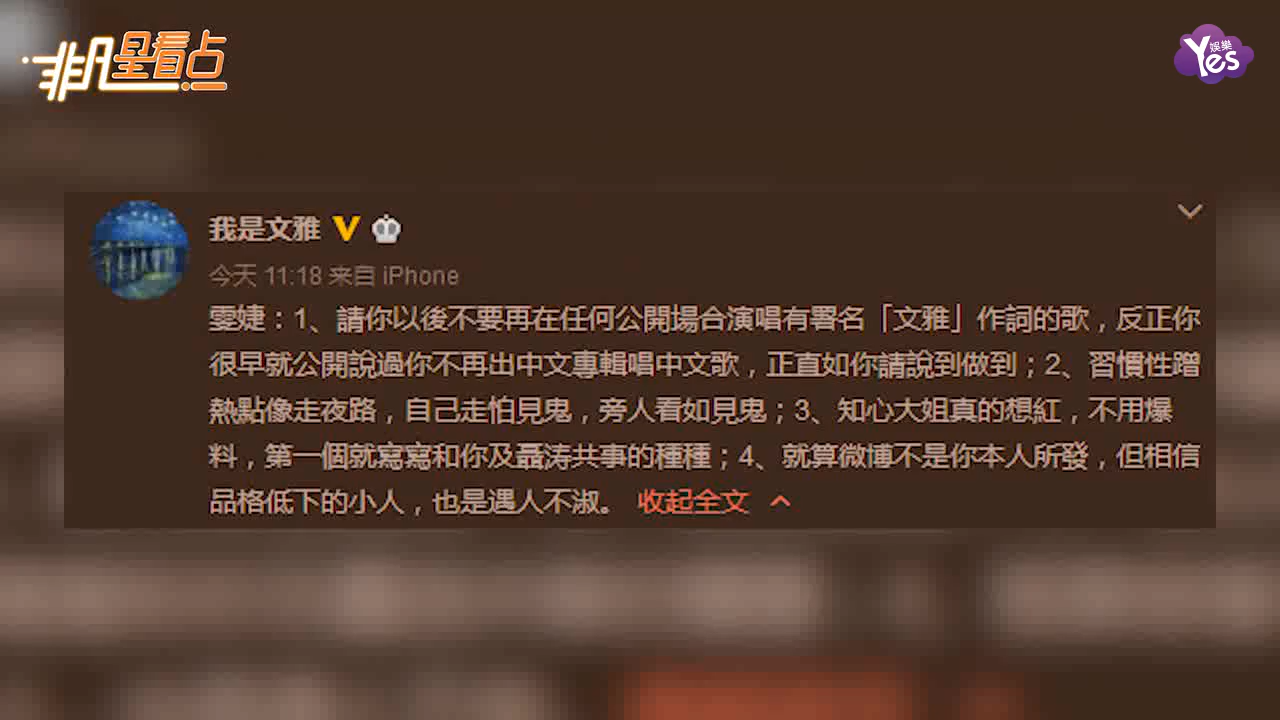 非凡星看点
Yes娛樂
我是文雅
今天 11:18 来自 iPhone
雯婕：1、請你以後不要再在任何公開場合演唱有署名「文雅」作詞的歌，反正你
很早就公開說過你不再出中文專輯唱中文歌，正直如你請說到做到；2、習慣性蹭
熱點像走夜路，自己走怕見鬼，旁人看如見鬼；3、知心大姐真的想紅，不用爆
料，第一個就寫寫和你及聶涛共事的種種；4、就算微博不是你本人所發，但相信
品格低下的小人，也是遇人不淑。 收起全文